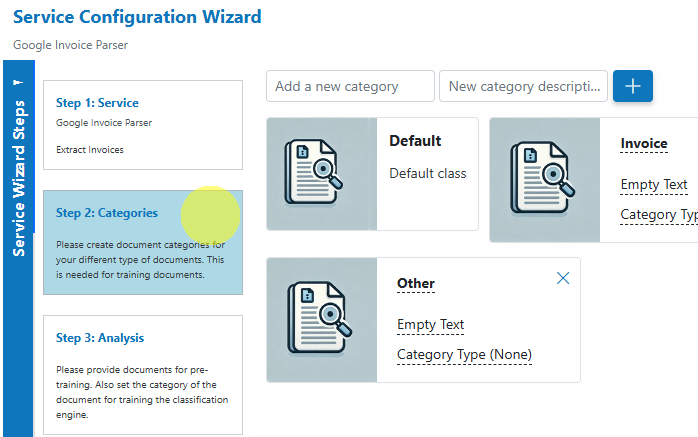 Service Configuration Wizard
Google Invoice Parser
Service Wizard Steps
Step 1: Service
Google Invoice Parser
Extract Invoices
Step 2: Categories
Please create document categories for
your different type of documents. This
is needed for training documents.
Step 3: Analysis
Please provide documents for pre-
training. Also set the category of the
document for training the classification
engine.
Add a new category
New category descripti...
Default
Default class
Invoice
Empty Text
Category Typ
Other
Empty Text
Category Type (None)